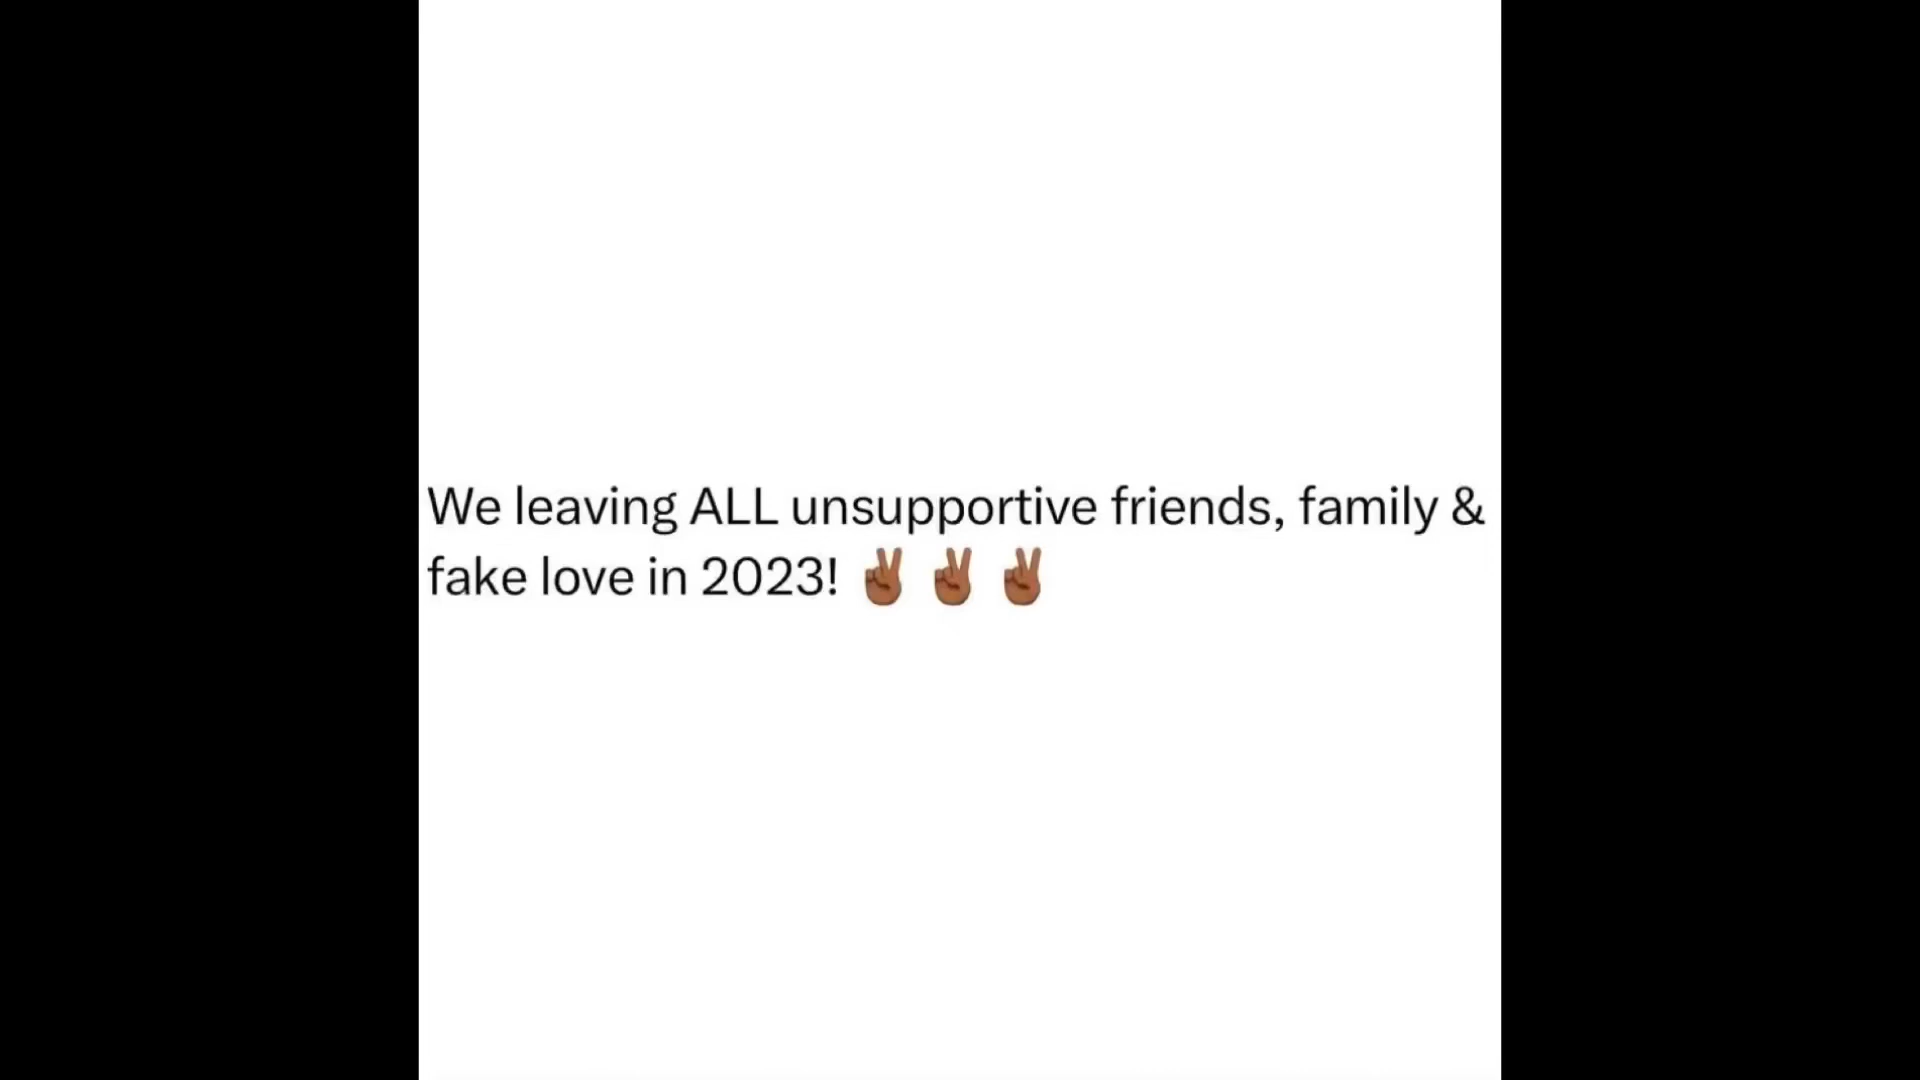 We leaving ALL unsupportive friends, family &
fake love in 2023! ✌🏾 ✌🏾 ✌🏾